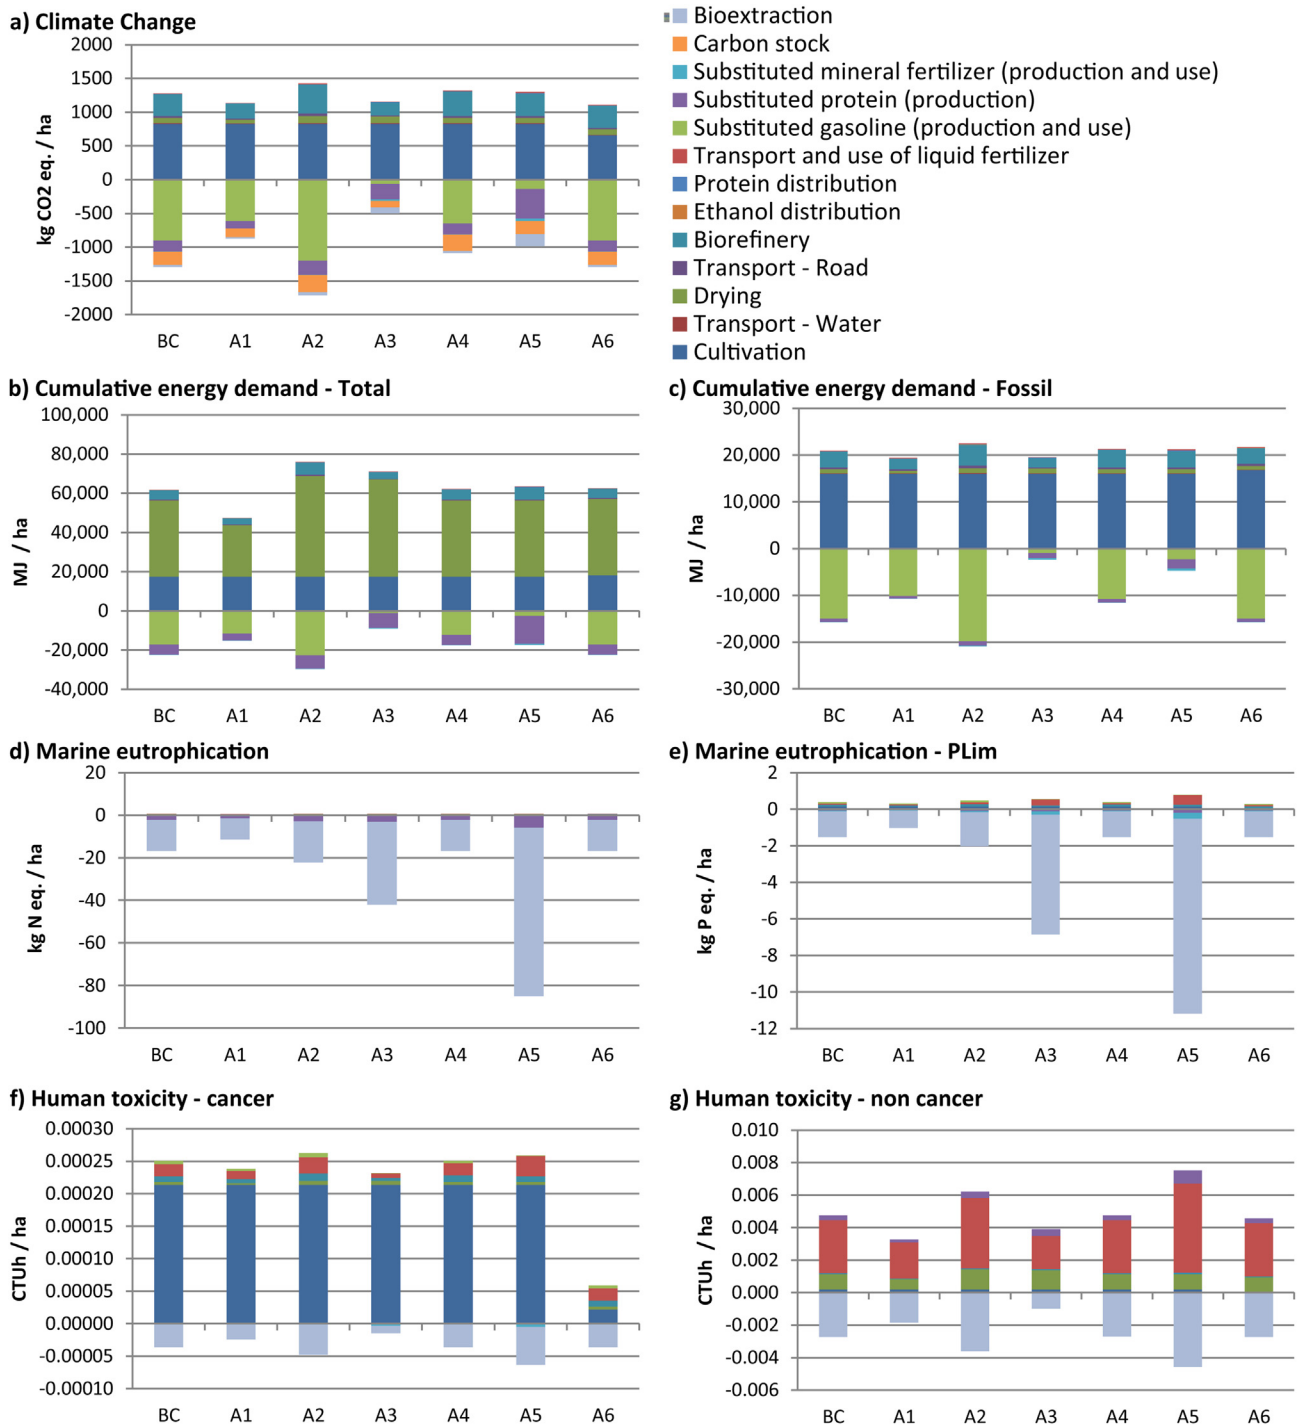 a) Climate Change
2000
1500
1000
500
0
-500
-1000
-1500
-2000
kg CO2 eq. / ha
BC A1 A2 A3 A4 A5 A6
Bioextraction
Carbon stock
Substituted mineral fertilizer (production and use)
Substituted protein (production)
Substituted gasoline (production and use)
Transport and use of liquid fertilizer
Protein distribution
Ethanol distribution
Biorefinery
Transport - Road
Drying
Transport - Water
Cultivation
b) Cumulative energy demand - Total
100,000
80,000
60,000
40,000
20,000
0
-20,000
-40,000
MJ / ha
BC A1 A2 A3 A4 A5 A6
c) Cumulative energy demand - Fossil
30,000
20,000
10,000
0
-10,000
-20,000
-30,000
MJ / ha
BC A1 A2 A3 A4 A5 A6
d) Marine eutrophication
20
0
-20
-40
-60
-80
-100
kg N eq. / ha
BC A1 A2 A3 A4 A5 A6
e) Marine eutrophication - PLim
2
0
-2
-4
-6
-8
-10
-12
kg P eq. / ha
BC A1 A2 A3 A4 A5 A6
f) Human toxicity - cancer
0.00030
0.00025
0.00020
0.00015
0.00010
0.00005
0.00000
-0.00005
-0.00010
CTUh / ha
BC A1 A2 A3 A4 A5 A6
g) Human toxicity - non cancer
0.010
0.008
0.006
0.004
0.002
0.000
-0.002
-0.004
-0.006
CTUh / ha
BC A1 A2 A3 A4 A5 A6